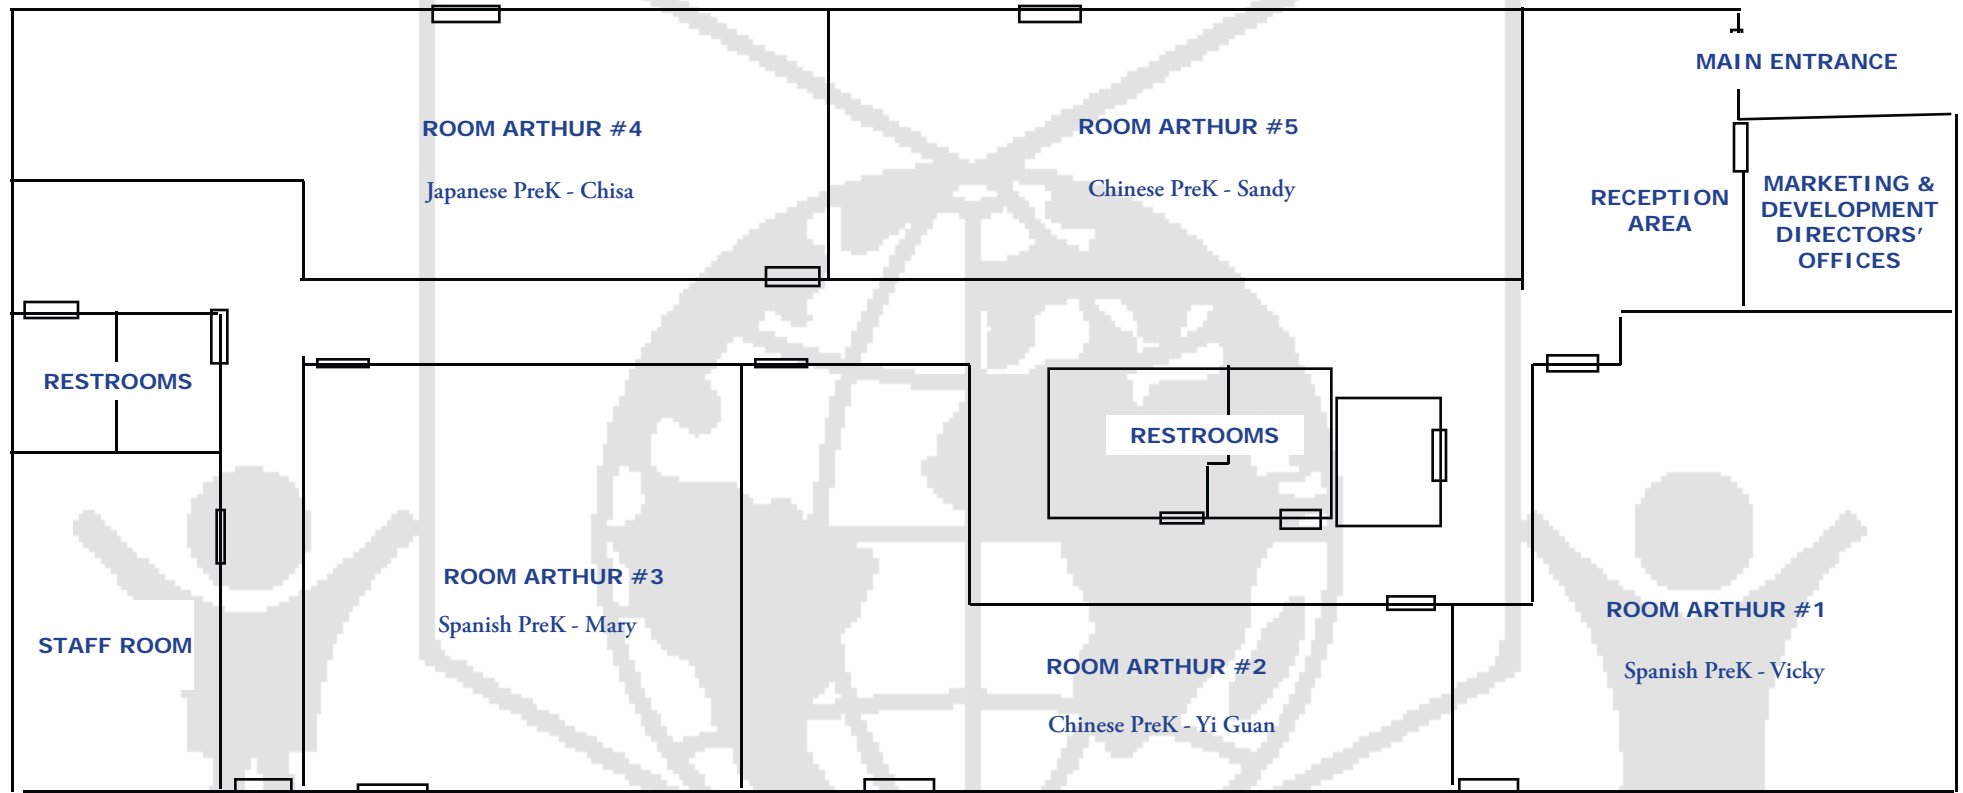 MAIN ENTRANCE
ROOM ARTHUR #4
Japanese PreK - Chisa
ROOM ARTHUR #5
Chinese PreK - Sandy
RECEPTION
AREA
MARKETING &
DEVELOPMENT
DIRECTORS’
OFFICES
RESTROOMS
RESTROOMS
STAFF ROOM
ROOM ARTHUR #3
Spanish PreK - Mary
ROOM ARTHUR #2
Chinese PreK - Yi Guan
ROOM ARTHUR #1
Spanish PreK - Vicky